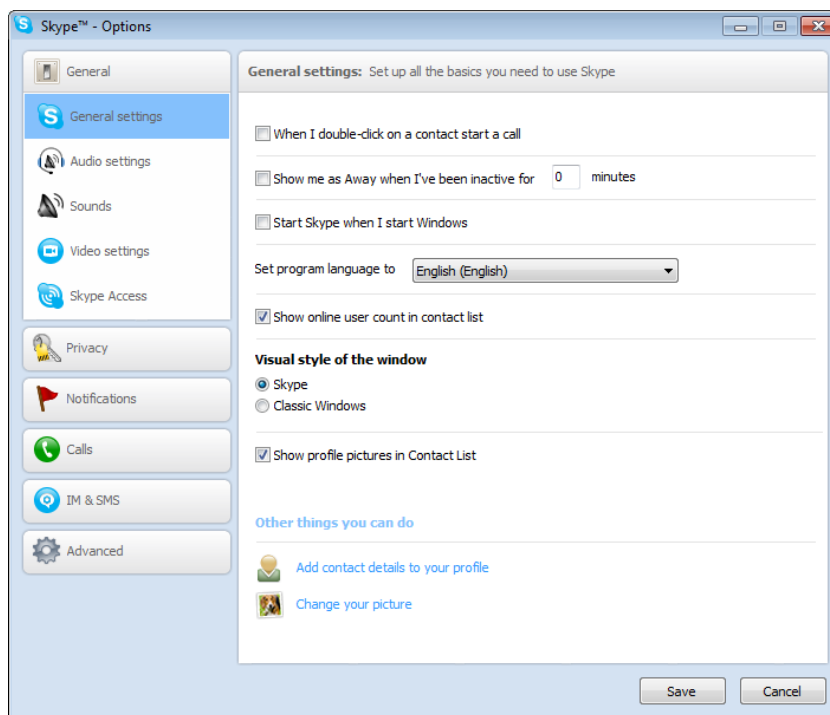 Skype™ - Options
General
General settings
Audio settings
Sounds
Video settings
Skype Access
Privacy
Notifications
Calls
IM & SMS
Advanced
General settings: Set up all the basics you need to use Skype
When I double-click on a contact start a call
Show me as Away when I've been inactive for 0 minutes
Start Skype when I start Windows
Set program language to English (English)
Show online user count in contact list
Visual style of the window
Skype
Classic Windows
Show profile pictures in Contact List
Other things you can do
Add contact details to your profile
Change your picture
Save Cancel